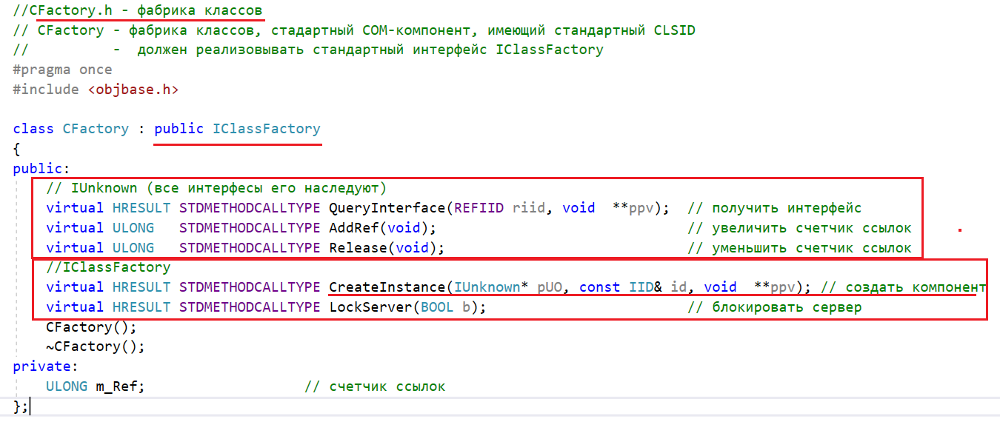 //CFactory.h - фабрика классов
// CFactory - фабрика классов, стадартный COM-компонент, имеющий стандартный CLSID
//          -  должен реализовывать стандартный интерфейс IClassFactory
#pragma once
#include <objbase.h>

class CFactory : public IClassFactory
{
public:
    // IUnknown (все интерфесы его наследуют)
    virtual HRESULT STDMETHODCALLTYPE QueryInterface(REFIID riid, void  **ppv);  // получить интерфейс
    virtual ULONG   STDMETHODCALLTYPE AddRef(void);                              // увеличить счетчик ссылок
    virtual ULONG   STDMETHODCALLTYPE Release(void);                             // уменьшить счетчик ссылок
    //IClassFactory
    virtual HRESULT STDMETHODCALLTYPE CreateInstance(IUnknown* pUO, const IID& id, void  **ppv); // создать компонент
    virtual HRESULT STDMETHODCALLTYPE LockServer(BOOL b);                        // блокировать сервер
    CFactory();
    ~CFactory();
private:
    ULONG m_Ref;                   // счетчик ссылок
};